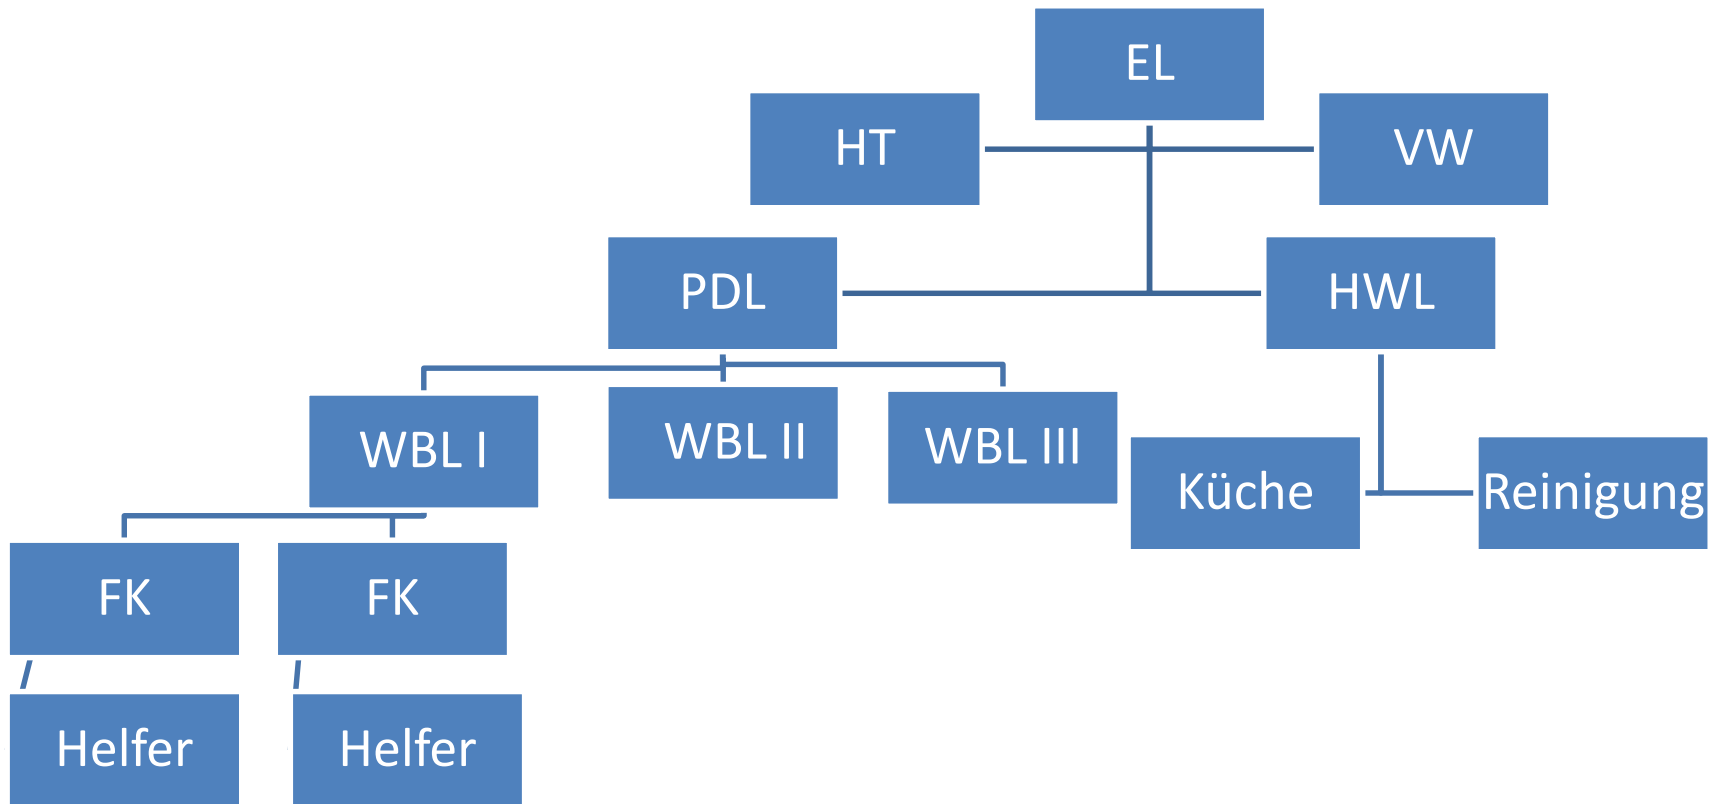 EL
HT
VW
PDL
HWL
WBL I
WBL II
WBL III
Küche
Reinigung
FK
FK
Helfer
Helfer